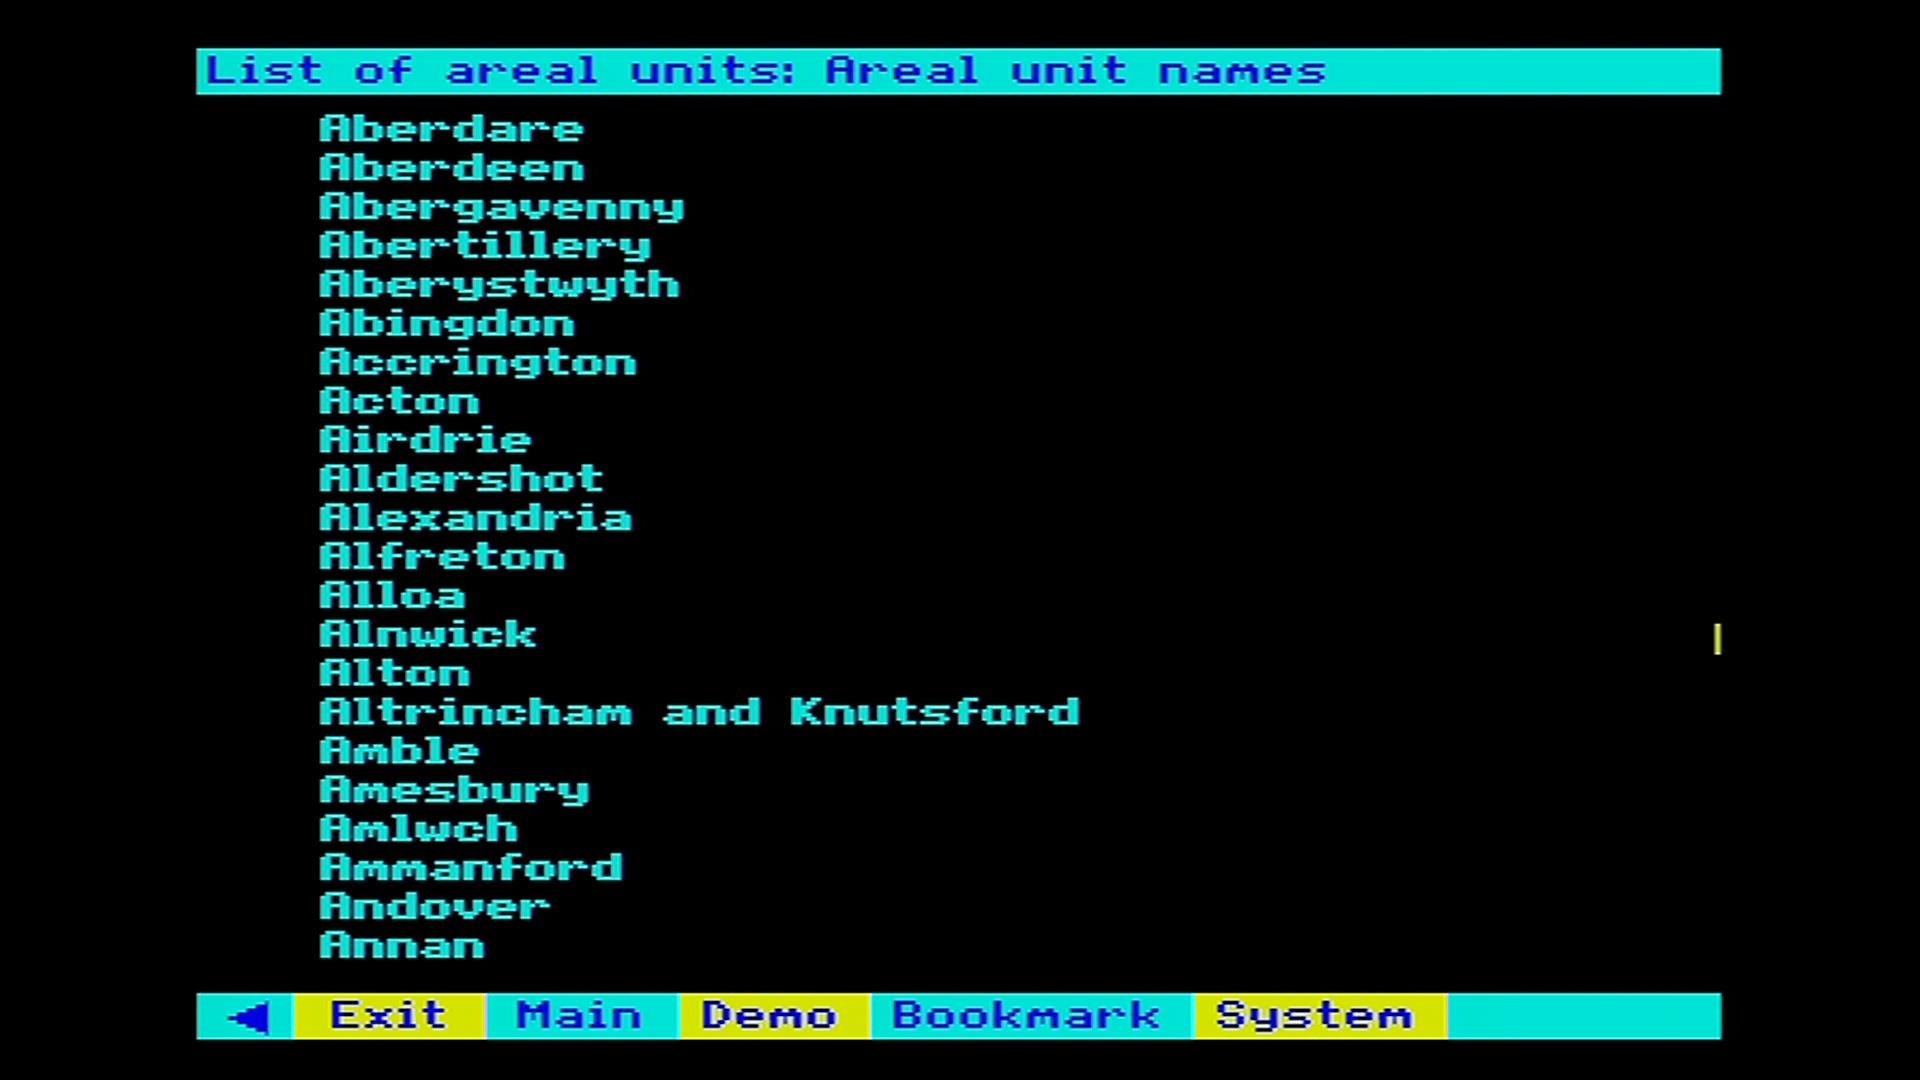 List of areal units: Areal unit names
Aberdare
Aberdeen
Abergavenny
Abertillery
Aberystwyth
Abingdon
Accrington
Acton
Airdrie
Aldershot
Alexandria
Alfreton
Alloa
Alnwick
Alton
Altrincham and Knutsford
Amble
Amesbury
Amlwch
Ammanford
Andover
Annan
Exit Main Demo Bookmark System